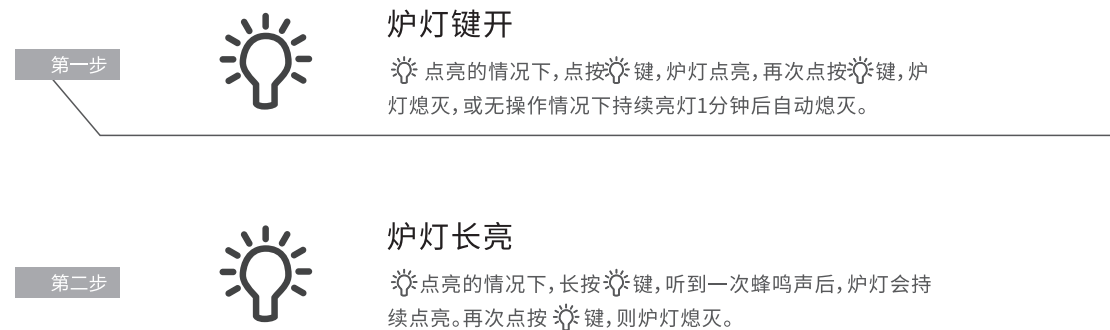 炉灯键开
第一步
点亮的情况下,点按键,炉灯点亮,再次点按键,炉
灯熄灭,或无操作情况下持续亮灯1分钟后自动熄灭。
炉灯长亮
第二步
点亮的情况下,长按键,听到一次蜂鸣声后,炉灯会持
续点亮。再次点按键,则炉灯熄灭。